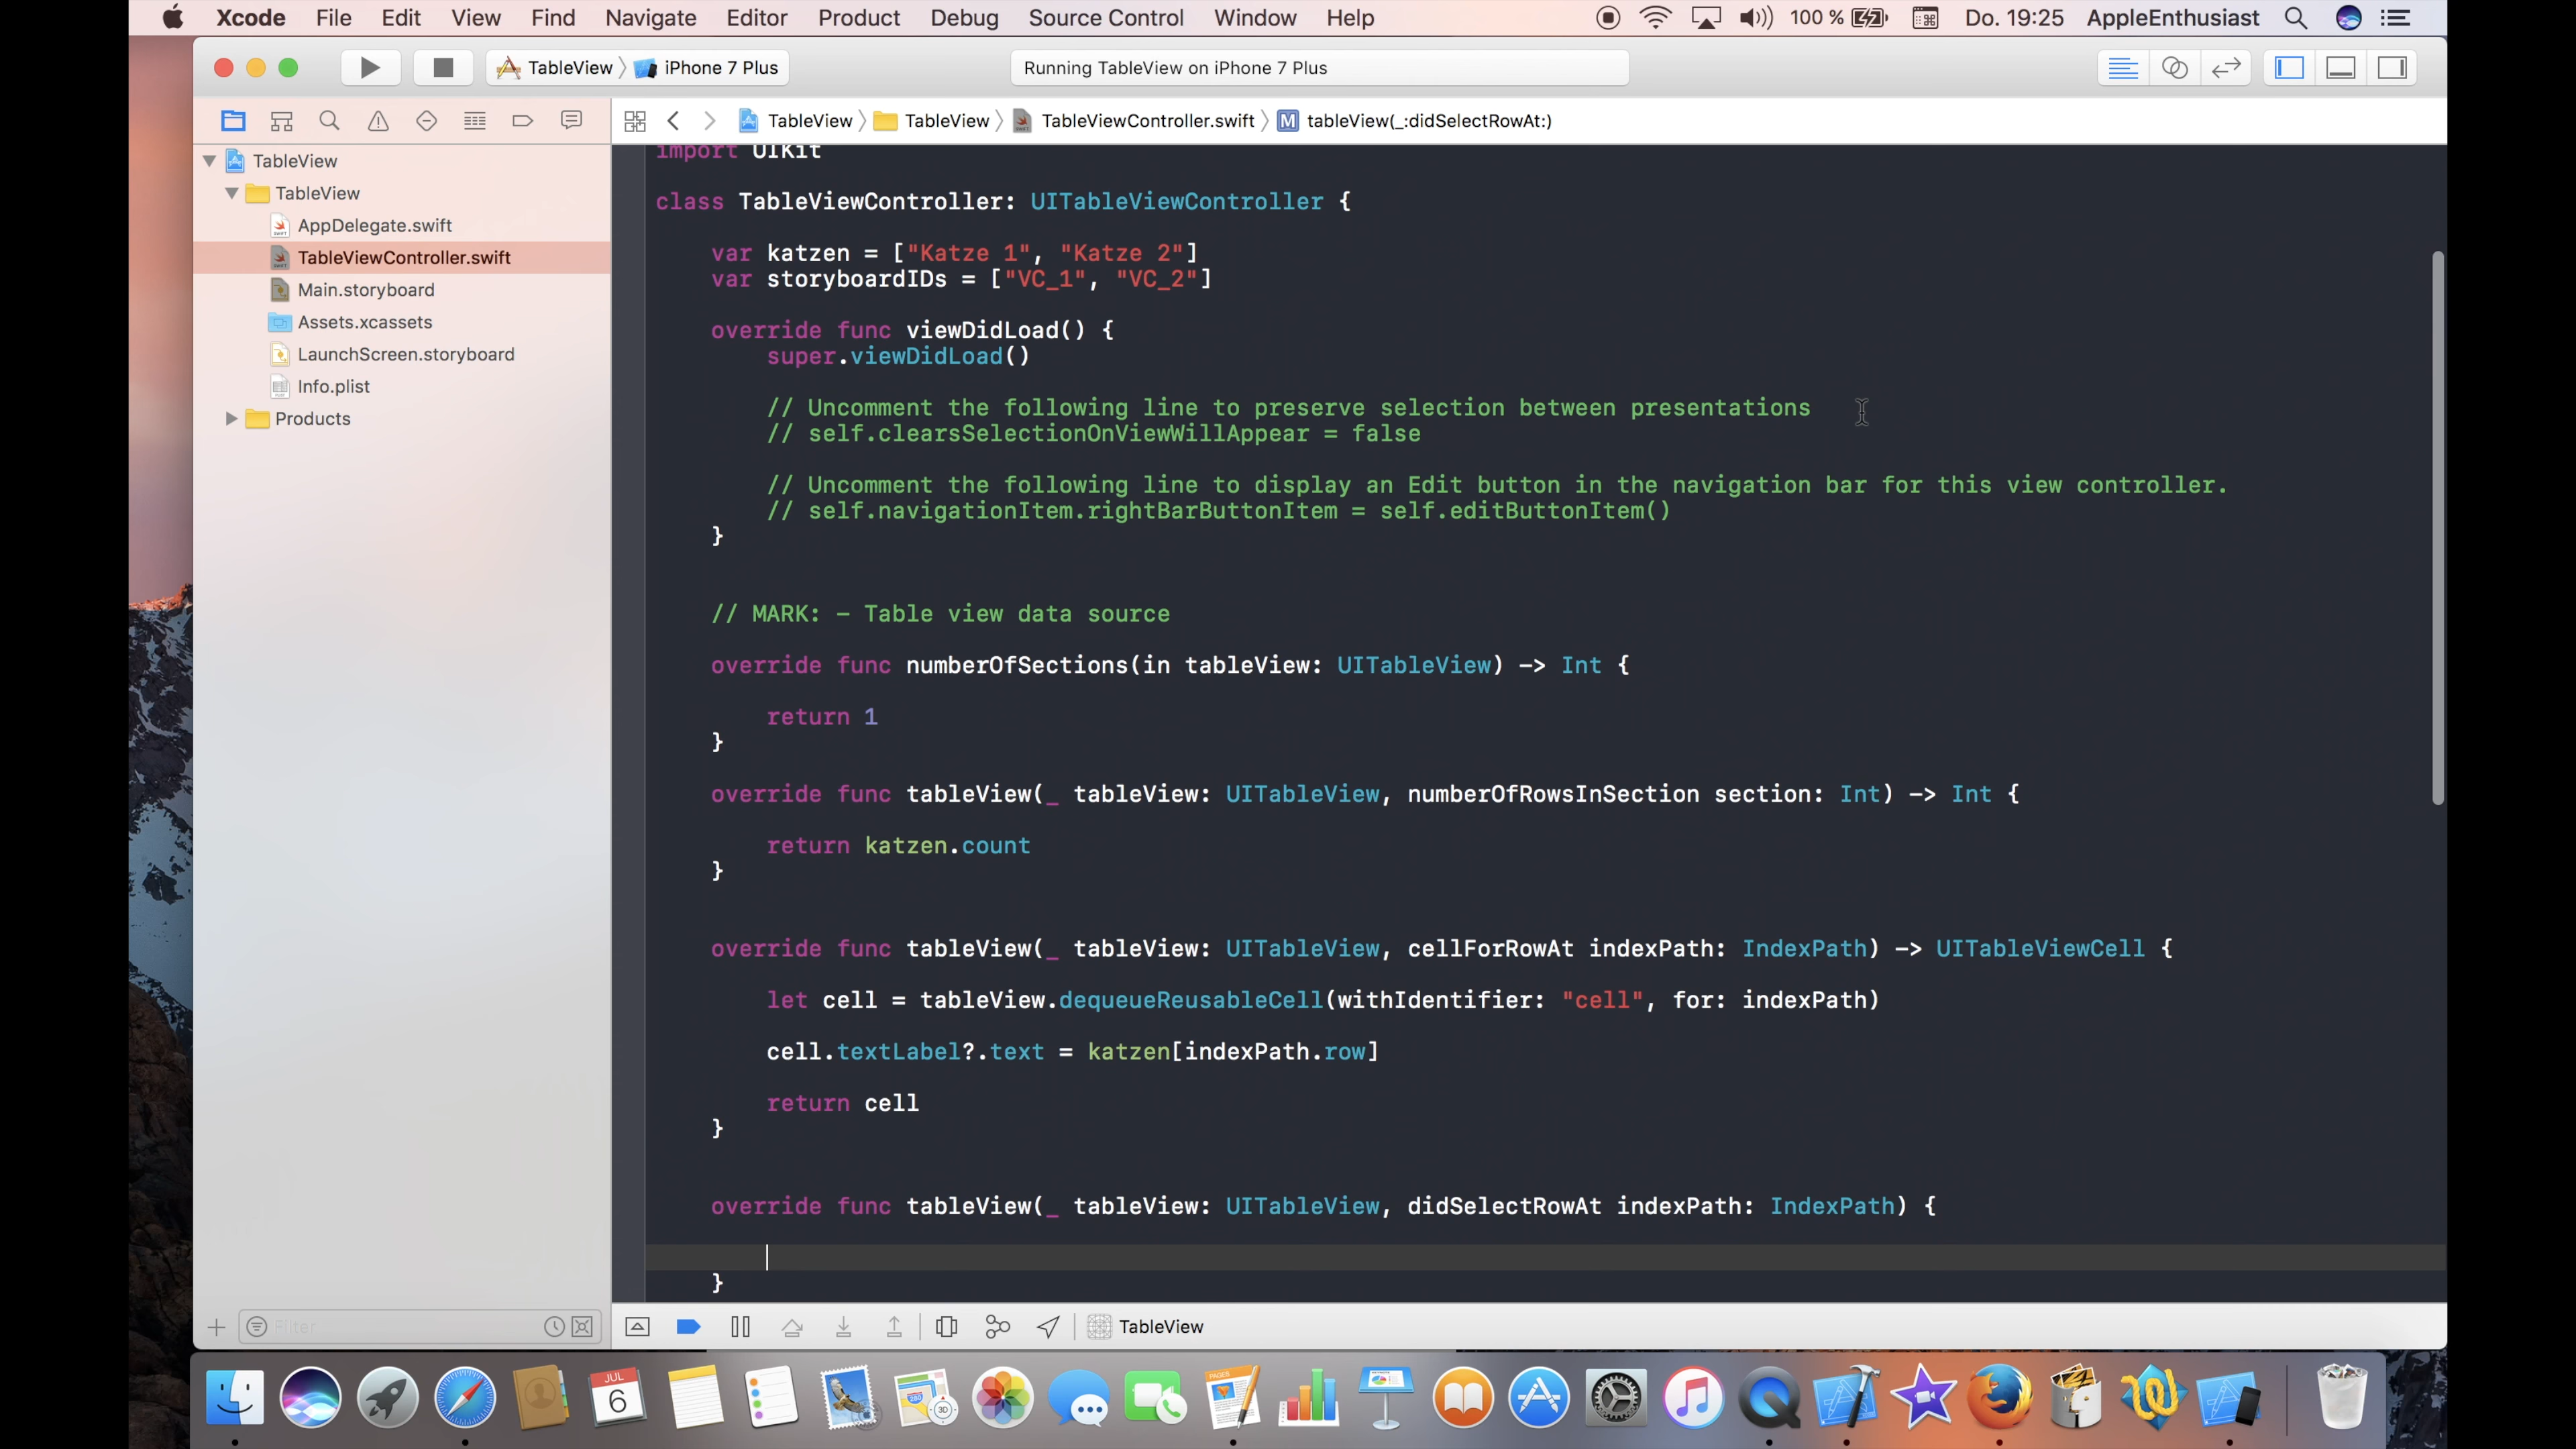 Xcode File Edit View Find Navigate Editor Product Debug Source Control Window Help 100 % Do. 19:25 AppleEnthusiast
TableView iPhone 7 Plus
Running TableView on iPhone 7 Plus
TableView TableView TableViewController.swift M tableView(_:didSelectRowAt:)
TableView
TableView
AppDelegate.swift
TableViewController.swift
Main.storyboard
Assets.xcassets
LaunchScreen.storyboard
Info.plist
Products
Filter
import UIKit
class TableViewController: UITableViewController {
var katzen = ["Katze 1", "Katze 2"]
var storyboardIDs = ["VC_1", "VC_2"]
override func viewDidLoad() {
super.viewDidLoad()
// Uncomment the following line to preserve selection between presentations
// self.clearsSelectionOnViewWillAppear = false
// Uncomment the following line to display an Edit button in the navigation bar for this view controller.
// self.navigationItem.rightBarButtonItem = self.editButtonItem()
}
// MARK: - Table view data source
override func numberOfSections(in tableView: UITableView) -> Int {
return 1
}
override func tableView(_ tableView: UITableView, numberOfRowsInSection section: Int) -> Int {
return katzen.count
}
override func tableView(_ tableView: UITableView, cellForRowAt indexPath: IndexPath) -> UITableViewCell {
let cell = tableView.dequeueReusableCell(withIdentifier: "cell", for: indexPath)
cell.textLabel?.text = katzen[indexPath.row]
return cell
}
override func tableView(_ tableView: UITableView, didSelectRowAt indexPath: IndexPath) {
}
TableView
JUL
6
PAGES
280
3D